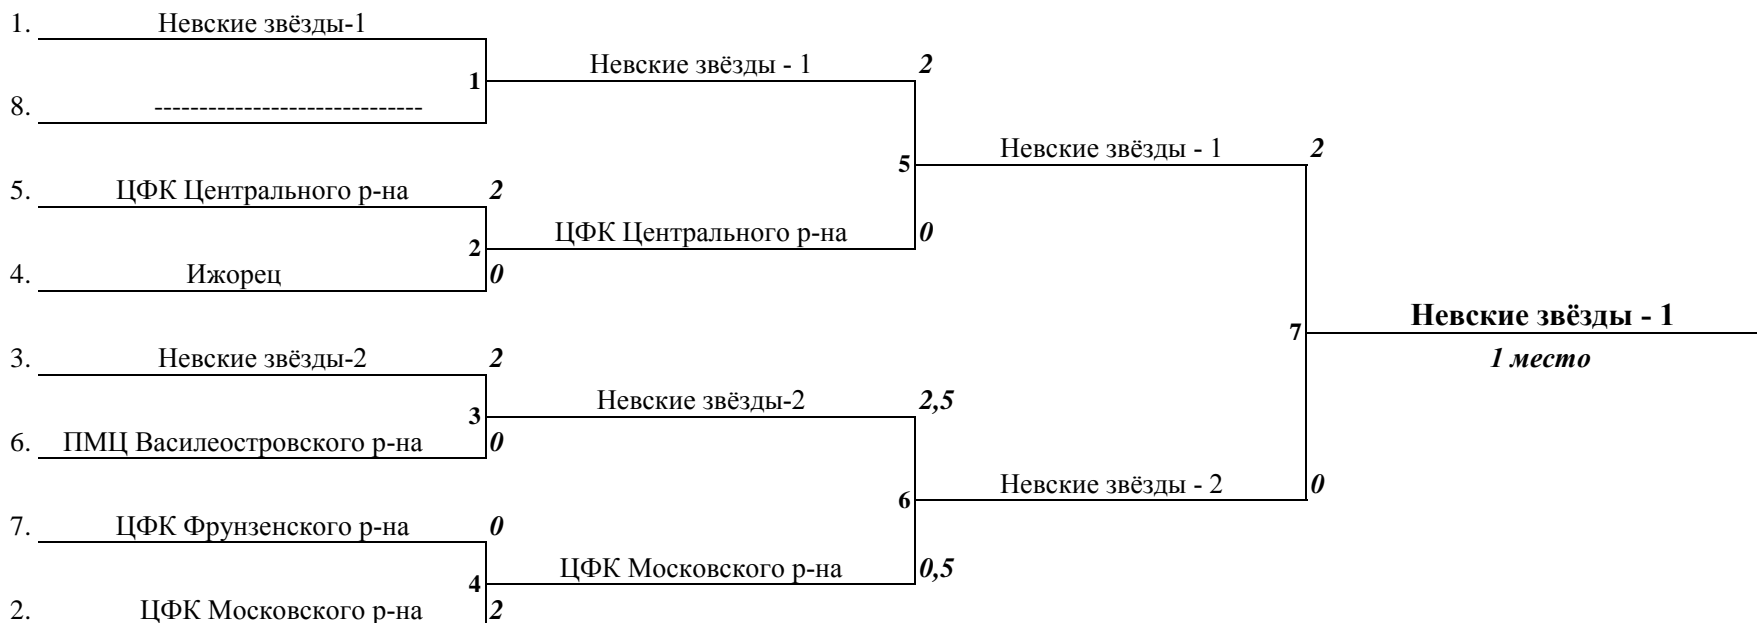 1. Невские звёзды-1
Невские звёзды - 1 2
1
8. ------------------------------
Невские звёзды - 1 2
5
5. ЦФК Центрального р-на 2
ЦФК Центрального р-на 0
2
4. Ижорец 0
Невские звёзды - 1
7
1 место
3. Невские звёзды-2 2
Невские звёзды-2 2,5
3
6. ПМЦ Василеостровского р-на 0
Невские звёзды - 2 0
6
7. ЦФК Фрунзенского р-на 0
ЦФК Московского р-на 0,5
4
2. ЦФК Московского р-на 2